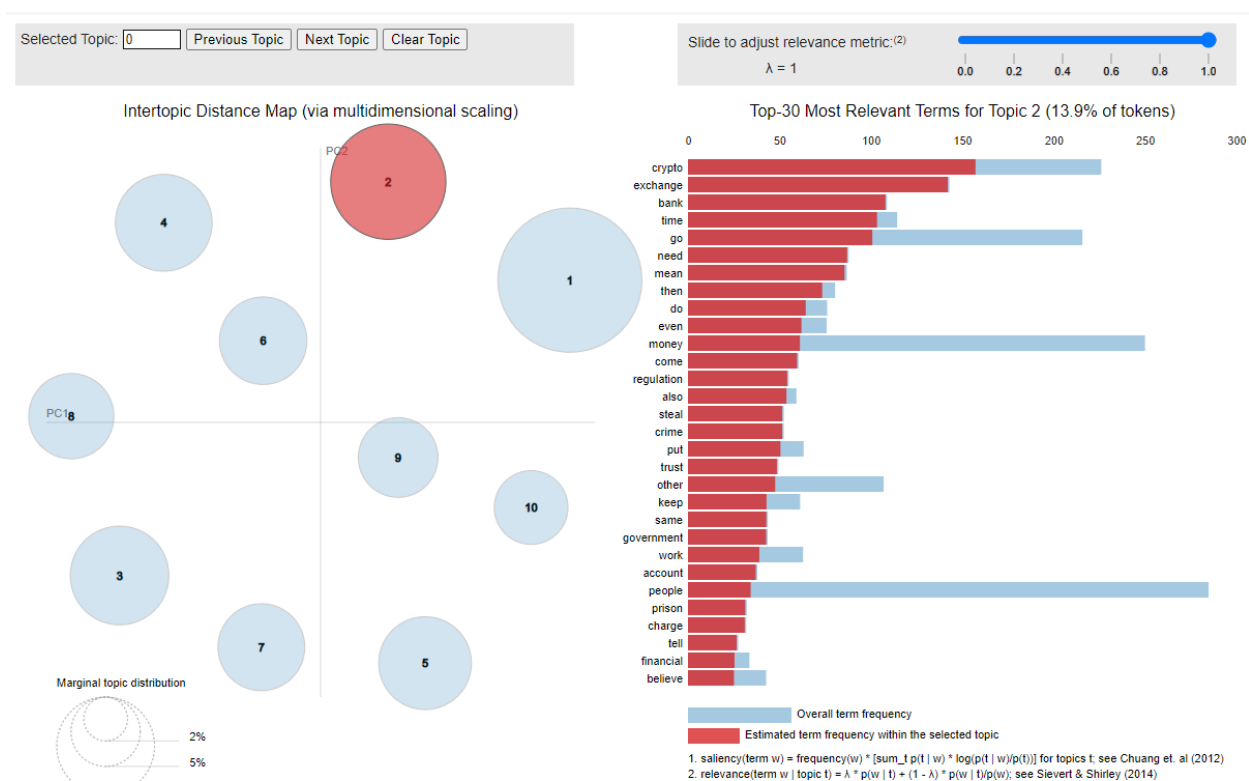 Selected Topic: 0 Previous Topic Next Topic Clear Topic
Slide to adjust relevance metric:(2)
λ = 1
0.0 0.2 0.4 0.6 0.8 1.0
Intertopic Distance Map (via multidimensional scaling)
PC2
2
4
1
6
PC1
8
9
10
3
7
5
Marginal topic distribution
2%
5%
Top-30 Most Relevant Terms for Topic 2 (13.9% of tokens)
0 50 100 150 200 250 300
crypto
exchange
bank
time
go
need
mean
then
do
even
money
come
regulation
also
steal
crime
put
trust
other
keep
same
government
work
account
people
prison
charge
tell
financial
believe
Overall term frequency
Estimated term frequency within the selected topic
1. saliency(term w) = frequency(w) * [sum_t p(t | w) * log(p(t | w)/p(t))] for topics t; see Chuang et. al (2012)
2. relevance(term w | topic t) = λ * p(w | t) + (1 - λ) * p(w | t)/p(w); see Sievert & Shirley (2014)